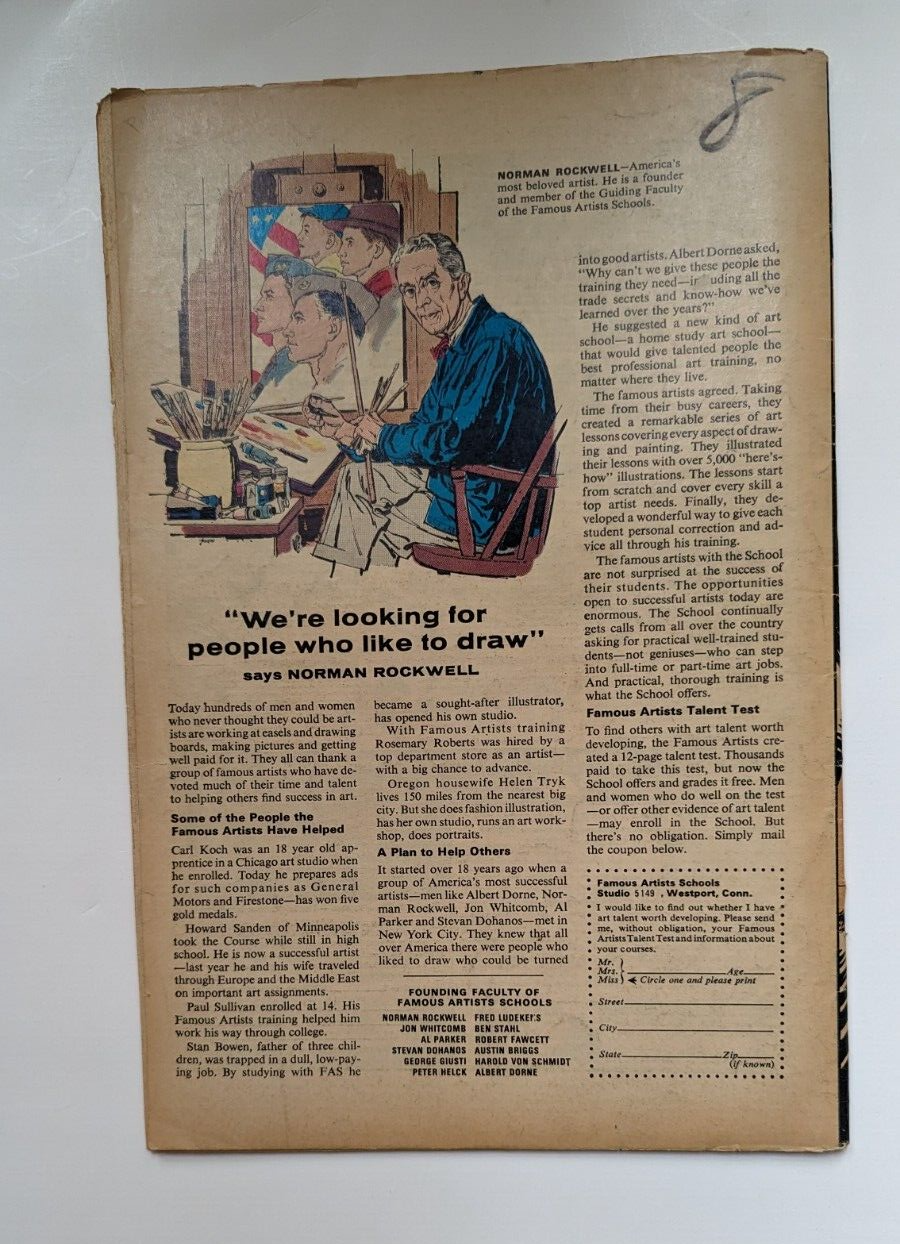 8
NORMAN ROCKWELL—America's
most beloved artist. He is a founder
and member of the Guiding Faculty
of the Famous Artists Schools.
"We're looking for
people who like to draw"
says NORMAN ROCKWELL
Today hundreds of men and women
who never thought they could be art-
ists are working at easels and drawing
boards, making pictures and getting
well paid for it. They all can thank a
group of famous artists who have de-
voted much of their time and talent
to helping others find success in art.
Some of the People the
Famous Artists Have Helped
Carl Koch was an 18 year old ap-
prentice in a Chicago art studio when
he enrolled. Today he prepares ads
for such companies as General
Motors and Firestone—has won five
gold medals.
Howard Sanden of Minneapolis
took the Course while still in high
school. He is now a successful artist
—last year he and his wife traveled
through Europe and the Middle East
on important art assignments.
Paul Sullivan enrolled at 14. His
Famous Artists training helped him
work his way through college.
Stan Bowen, father of three chil-
dren, was trapped in a dull, low-pay-
ing job. By studying with FAS he
became a sought-after illustrator,
has opened his own studio.
With Famous Artists training
Rosemary Roberts was hired by a
top department store as an artist—
with a big chance to advance.
Oregon housewife Helen Tryk
lives 150 miles from the nearest big
city. But she does fashion illustration,
has her own studio, runs an art work-
shop, does portraits.
A Plan to Help Others
It started over 18 years ago when a
group of America's most successful
artists—men like Albert Dorne, Nor-
man Rockwell, Jon Whitcomb, Al
Parker and Stevan Dohanos—met in
New York City. They knew that all
over America there were people who
liked to draw who could be turned
FOUNDING FACULTY OF
FAMOUS ARTISTS SCHOOLS
NORMAN ROCKWELL FRED LUDEKENS
JON WHITCOMB BEN STAHL
AL PARKER ROBERT FAWCETT
STEVAN DOHANOS AUSTIN BRIGGS
GEORGE GIUSTI HAROLD VON SCHMIDT
PETER HELCK ALBERT DORNE
into good artists. Albert Dorne asked,
"Why can't we give these people the
training they need—ir uding all the
trade secrets and know-how we've
learned over the years?"
He suggested a new kind of art
school—a home study art school—
that would give talented people the
best professional art training, no
matter where they live.
The famous artists agreed. Taking
time from their busy careers, they
created a remarkable series of art
lessons covering every aspect of draw-
ing and painting. They illustrated
their lessons with over 5,000 "here's-
how" illustrations. The lessons start
from scratch and cover every skill a
top artist needs. Finally, they de-
veloped a wonderful way to give each
student personal correction and ad-
vice all through his training.
The famous artists with the School
are not surprised at the success of
their students. The opportunities
open to successful artists today are
enormous. The School continually
gets calls from all over the country
asking for practical well-trained stu-
dents—not geniuses—who can step
into full-time or part-time art jobs.
And practical, thorough training is
what the School offers.
Famous Artists Talent Test
To find others with art talent worth
developing, the Famous Artists cre-
ated a 12-page talent test. Thousands
paid to take this test, but now the
School offers and grades it free. Men
and women who do well on the test
—or offer other evidence of art talent
—may enroll in the School. But
there's no obligation. Simply mail
the coupon below.
Famous Artists Schools
Studio 5149 , Westport, Conn.
I would like to find out whether I have
art talent worth developing. Please send
me, without obligation, your Famous
Artists Talent Test and information about
your courses.
Mr.
Mrs. Age
Miss Circle one and please print
Street
City
State Zip
(if known)